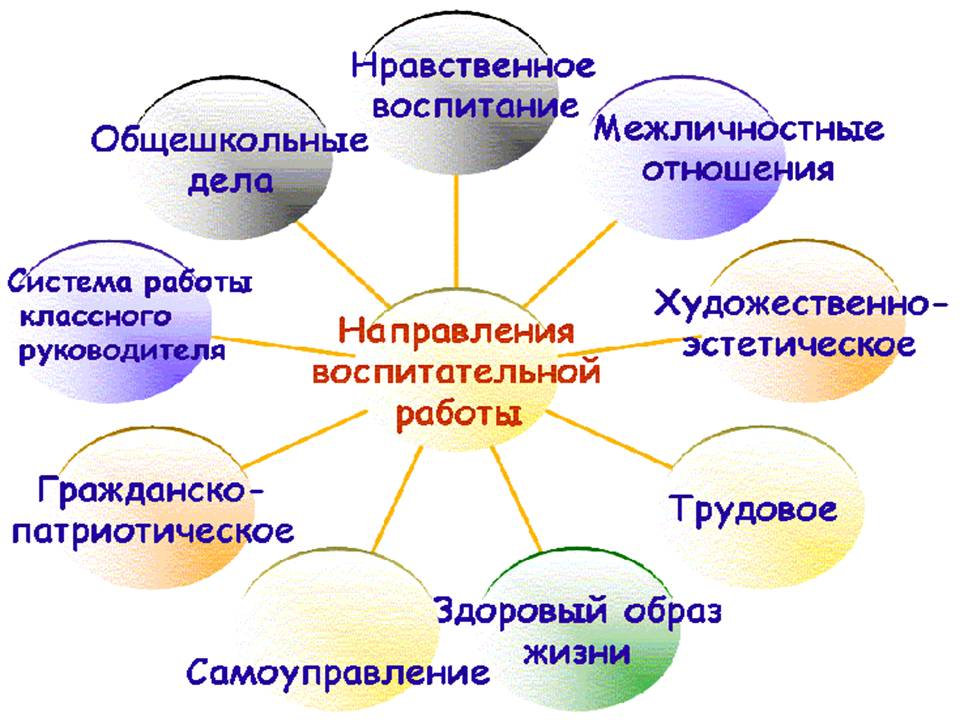 Нравственное
воспитание
Межличностные
отношения
Художественно-
эстетическое
Трудовое
Здоровый образ
жизни
Самоуправление
Гражданско-
патриотическое
Система работы
классного
руководителя
Общешкольные
дела
Направления
воспитательной
работы